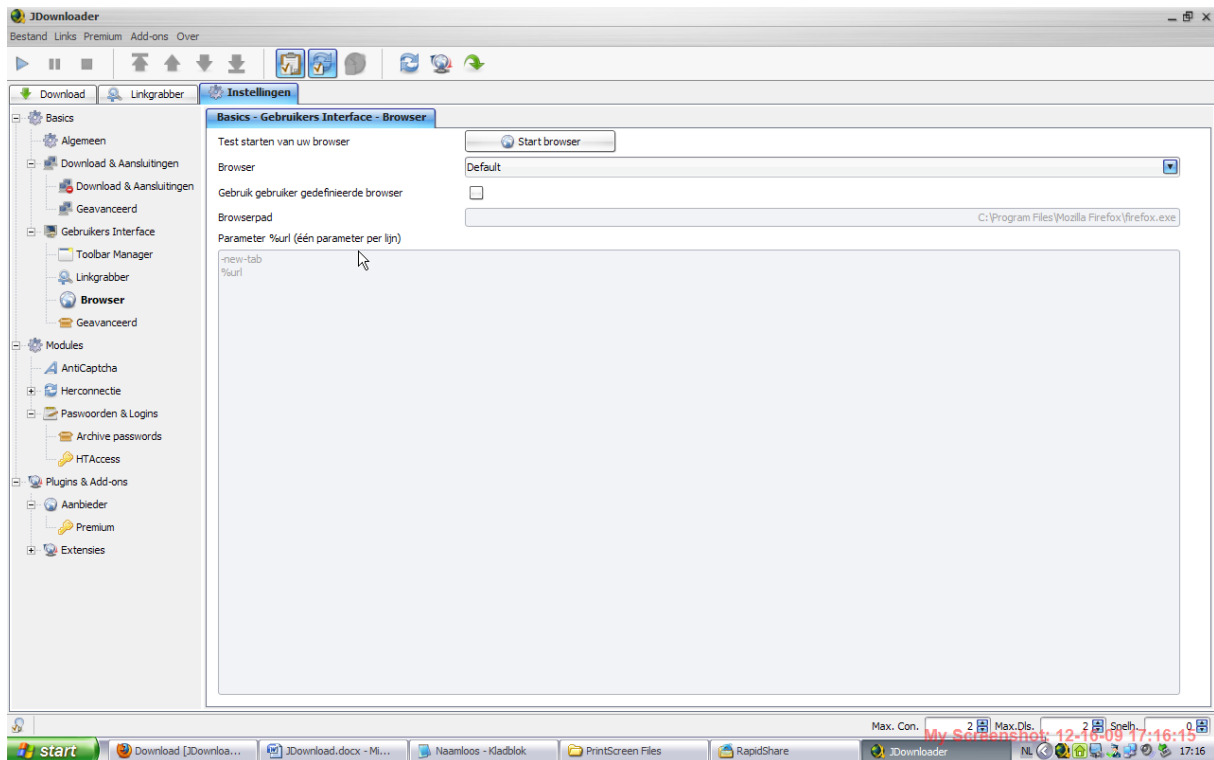 JDownloader
Bestand Links Premium Add-ons Over
Download Linkgrabber Instellingen
Basics
Algemeen
Download & Aansluitingen
Download & Aansluitingen
Geavanceerd
Gebruikers Interface
Toolbar Manager
Linkgrabber
Browser
Geavanceerd
Modules
AntiCaptcha
Herconnectie
Paswoorden & Logins
Archive passwords
HTAccess
Plugins & Add-ons
Aanbieder
Premium
Extensies
Basics - Gebruikers Interface - Browser
Test starten van uw browser Start browser
Browser Default
Gebruik gebruiker gedefinieerde browser
Browserpad C:\Program Files\Mozilla Firefox\firefox.exe
Parameter %url (één parameter per lijn)
-new-tab
%url
Max. Con. 2 Max.Dls. 2 Snelh. 0
My Screenshot: 12-16-09 17:16:15
start Download [JDownloa... JDownload.docx - Mi... Naamloos - Kladblok PrintScreen Files RapidShare JDownloader NL 17:16